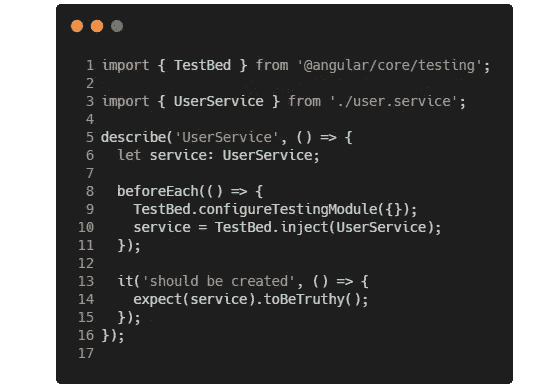 1 import { TestBed } from '@angular/core/testing';
2
3 import { UserService } from './user.service';
4
5 describe('UserService', () => {
6   let service: UserService;
7
8   beforeEach(() => {
9     TestBed.configureTestingModule({});
10     service = TestBed.inject(UserService);
11   });
12
13   it('should be created', () => {
14     expect(service).toBeTruthy();
15   });
16 });
17